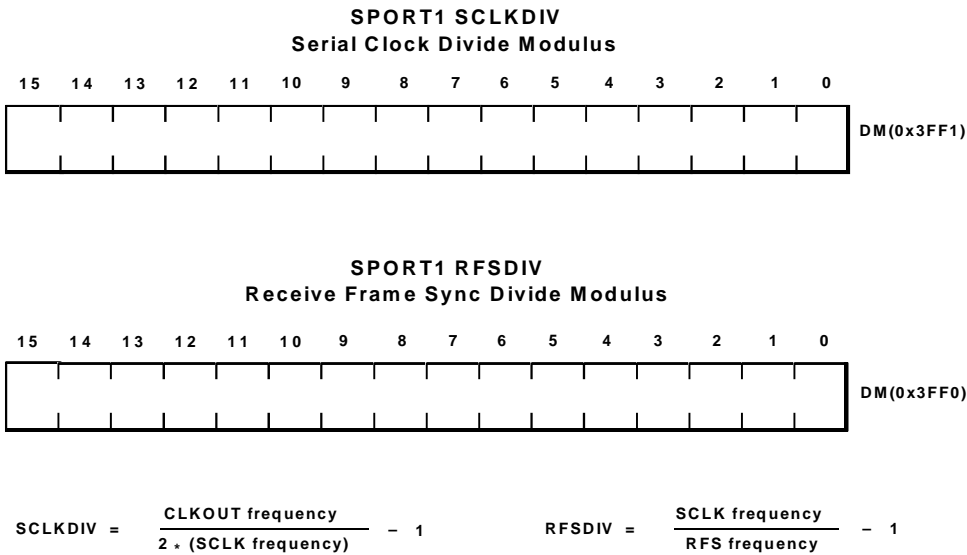 SPORT1 SCLKDIV
Serial Clock Divide Modulus
15 14 13 12 11 10 9 8 7 6 5 4 3 2 1 0
DM(0x3FF1)
SPORT1 RFSDIV
Receive Frame Sync Divide Modulus
15 14 13 12 11 10 9 8 7 6 5 4 3 2 1 0
DM(0x3FF0)
SCLKDIV = CLKOUT frequency / 2 * (SCLK frequency) – 1
RFSDIV = SCLK frequency / RFS frequency – 1